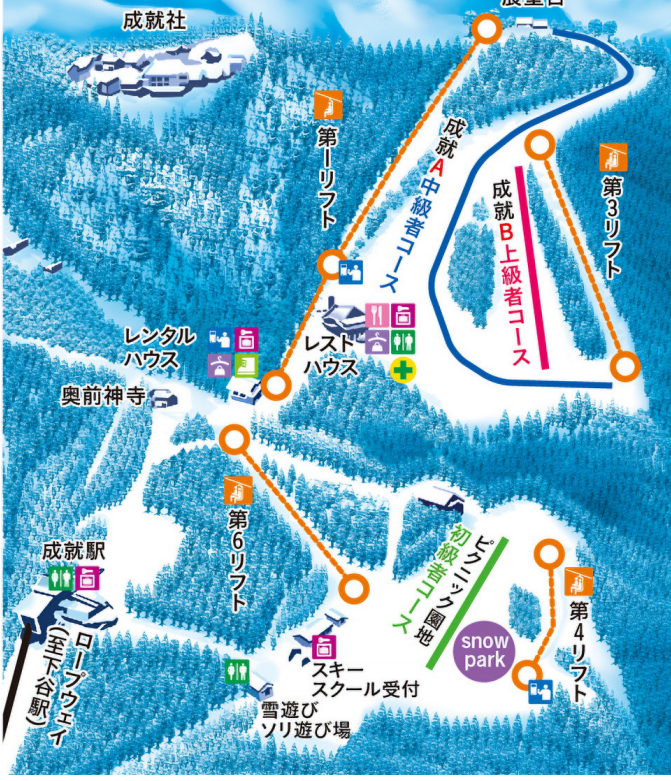 展望台
成就社
第1リフト
成就A中級者コース
第3リフト
成就B上級者コース
レンタル
ハウス
レスト
ハウス
奥前神寺
第6リフト
成就駅
ロープウェイ
(至下谷駅)
ピクニック園地
初級者コース
snow
park
第4リフト
スキー
スクール受付
雪遊び
ソリ遊び場